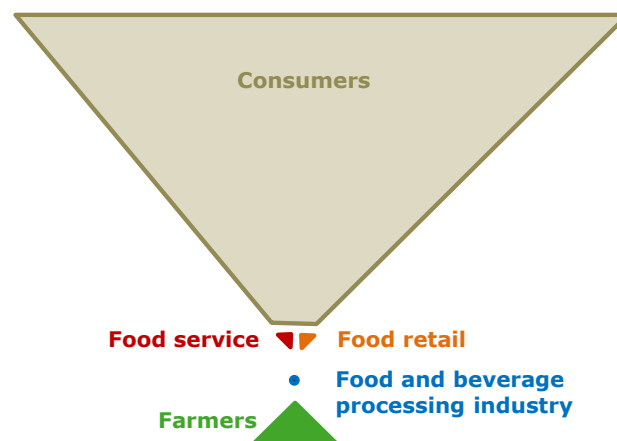 Consumers
Food service
Food retail
Food and beverage
processing industry
Farmers